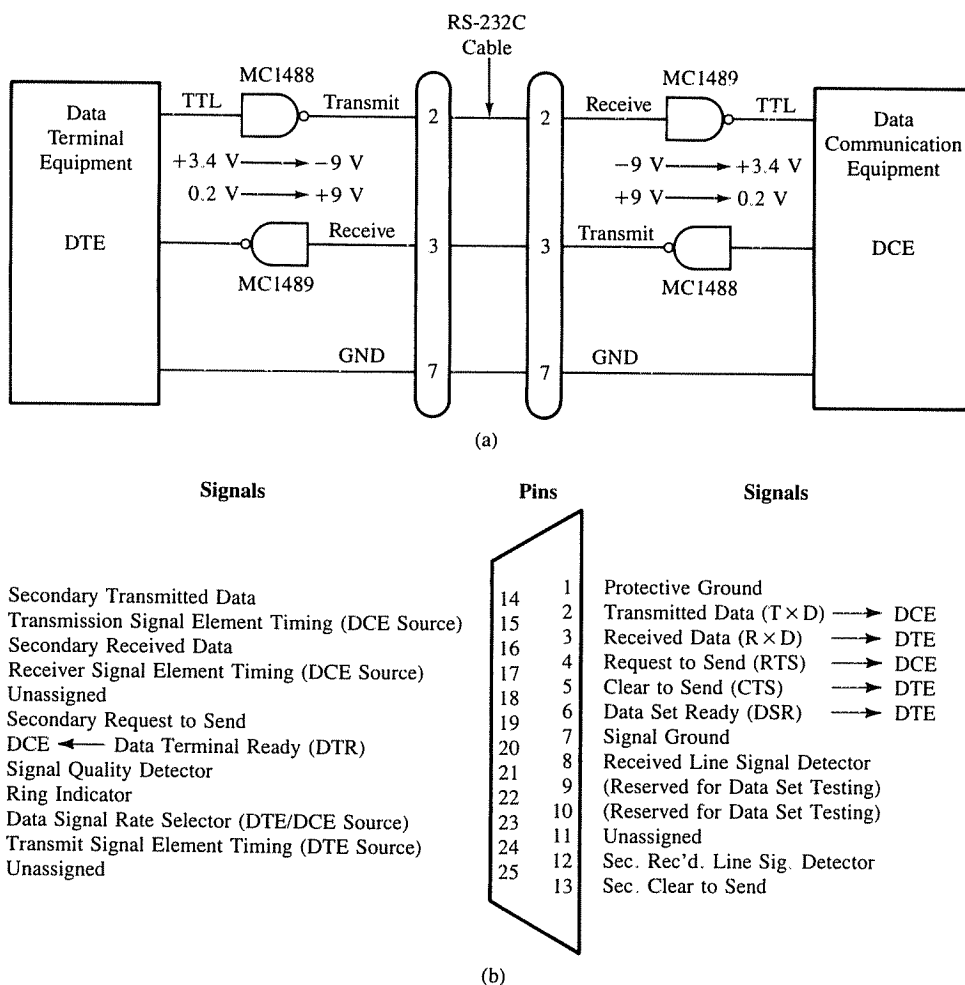 RS-232C
Cable
MC1488
MC1489
Data
Terminal
Equipment
TTL
Transmit
2
2
Receive
TTL
Data
Communication
Equipment
+3.4 V → −9 V
−9 V → +3.4 V
0.2 V → +9 V
+9 V → 0.2 V
DTE
Receive
3
3
Transmit
DCE
MC1489
MC1488
GND
7
7
GND
(a)
Signals
Pins
Signals
1 Protective Ground
Secondary Transmitted Data 14
2 Transmitted Data (T × D) → DCE
Transmission Signal Element Timing (DCE Source) 15
3 Received Data (R × D) → DTE
Secondary Received Data 16
4 Request to Send (RTS) → DCE
Receiver Signal Element Timing (DCE Source) 17
5 Clear to Send (CTS) → DTE
Unassigned 18
6 Data Set Ready (DSR) → DTE
Secondary Request to Send 19
7 Signal Ground
DCE ← Data Terminal Ready (DTR) 20
8 Received Line Signal Detector
Signal Quality Detector 21
9 (Reserved for Data Set Testing)
Ring Indicator 22
10 (Reserved for Data Set Testing)
Data Signal Rate Selector (DTE/DCE Source) 23
11 Unassigned
Transmit Signal Element Timing (DTE Source) 24
12 Sec. Rec'd. Line Sig. Detector
Unassigned 25
13 Sec. Clear to Send
(b)